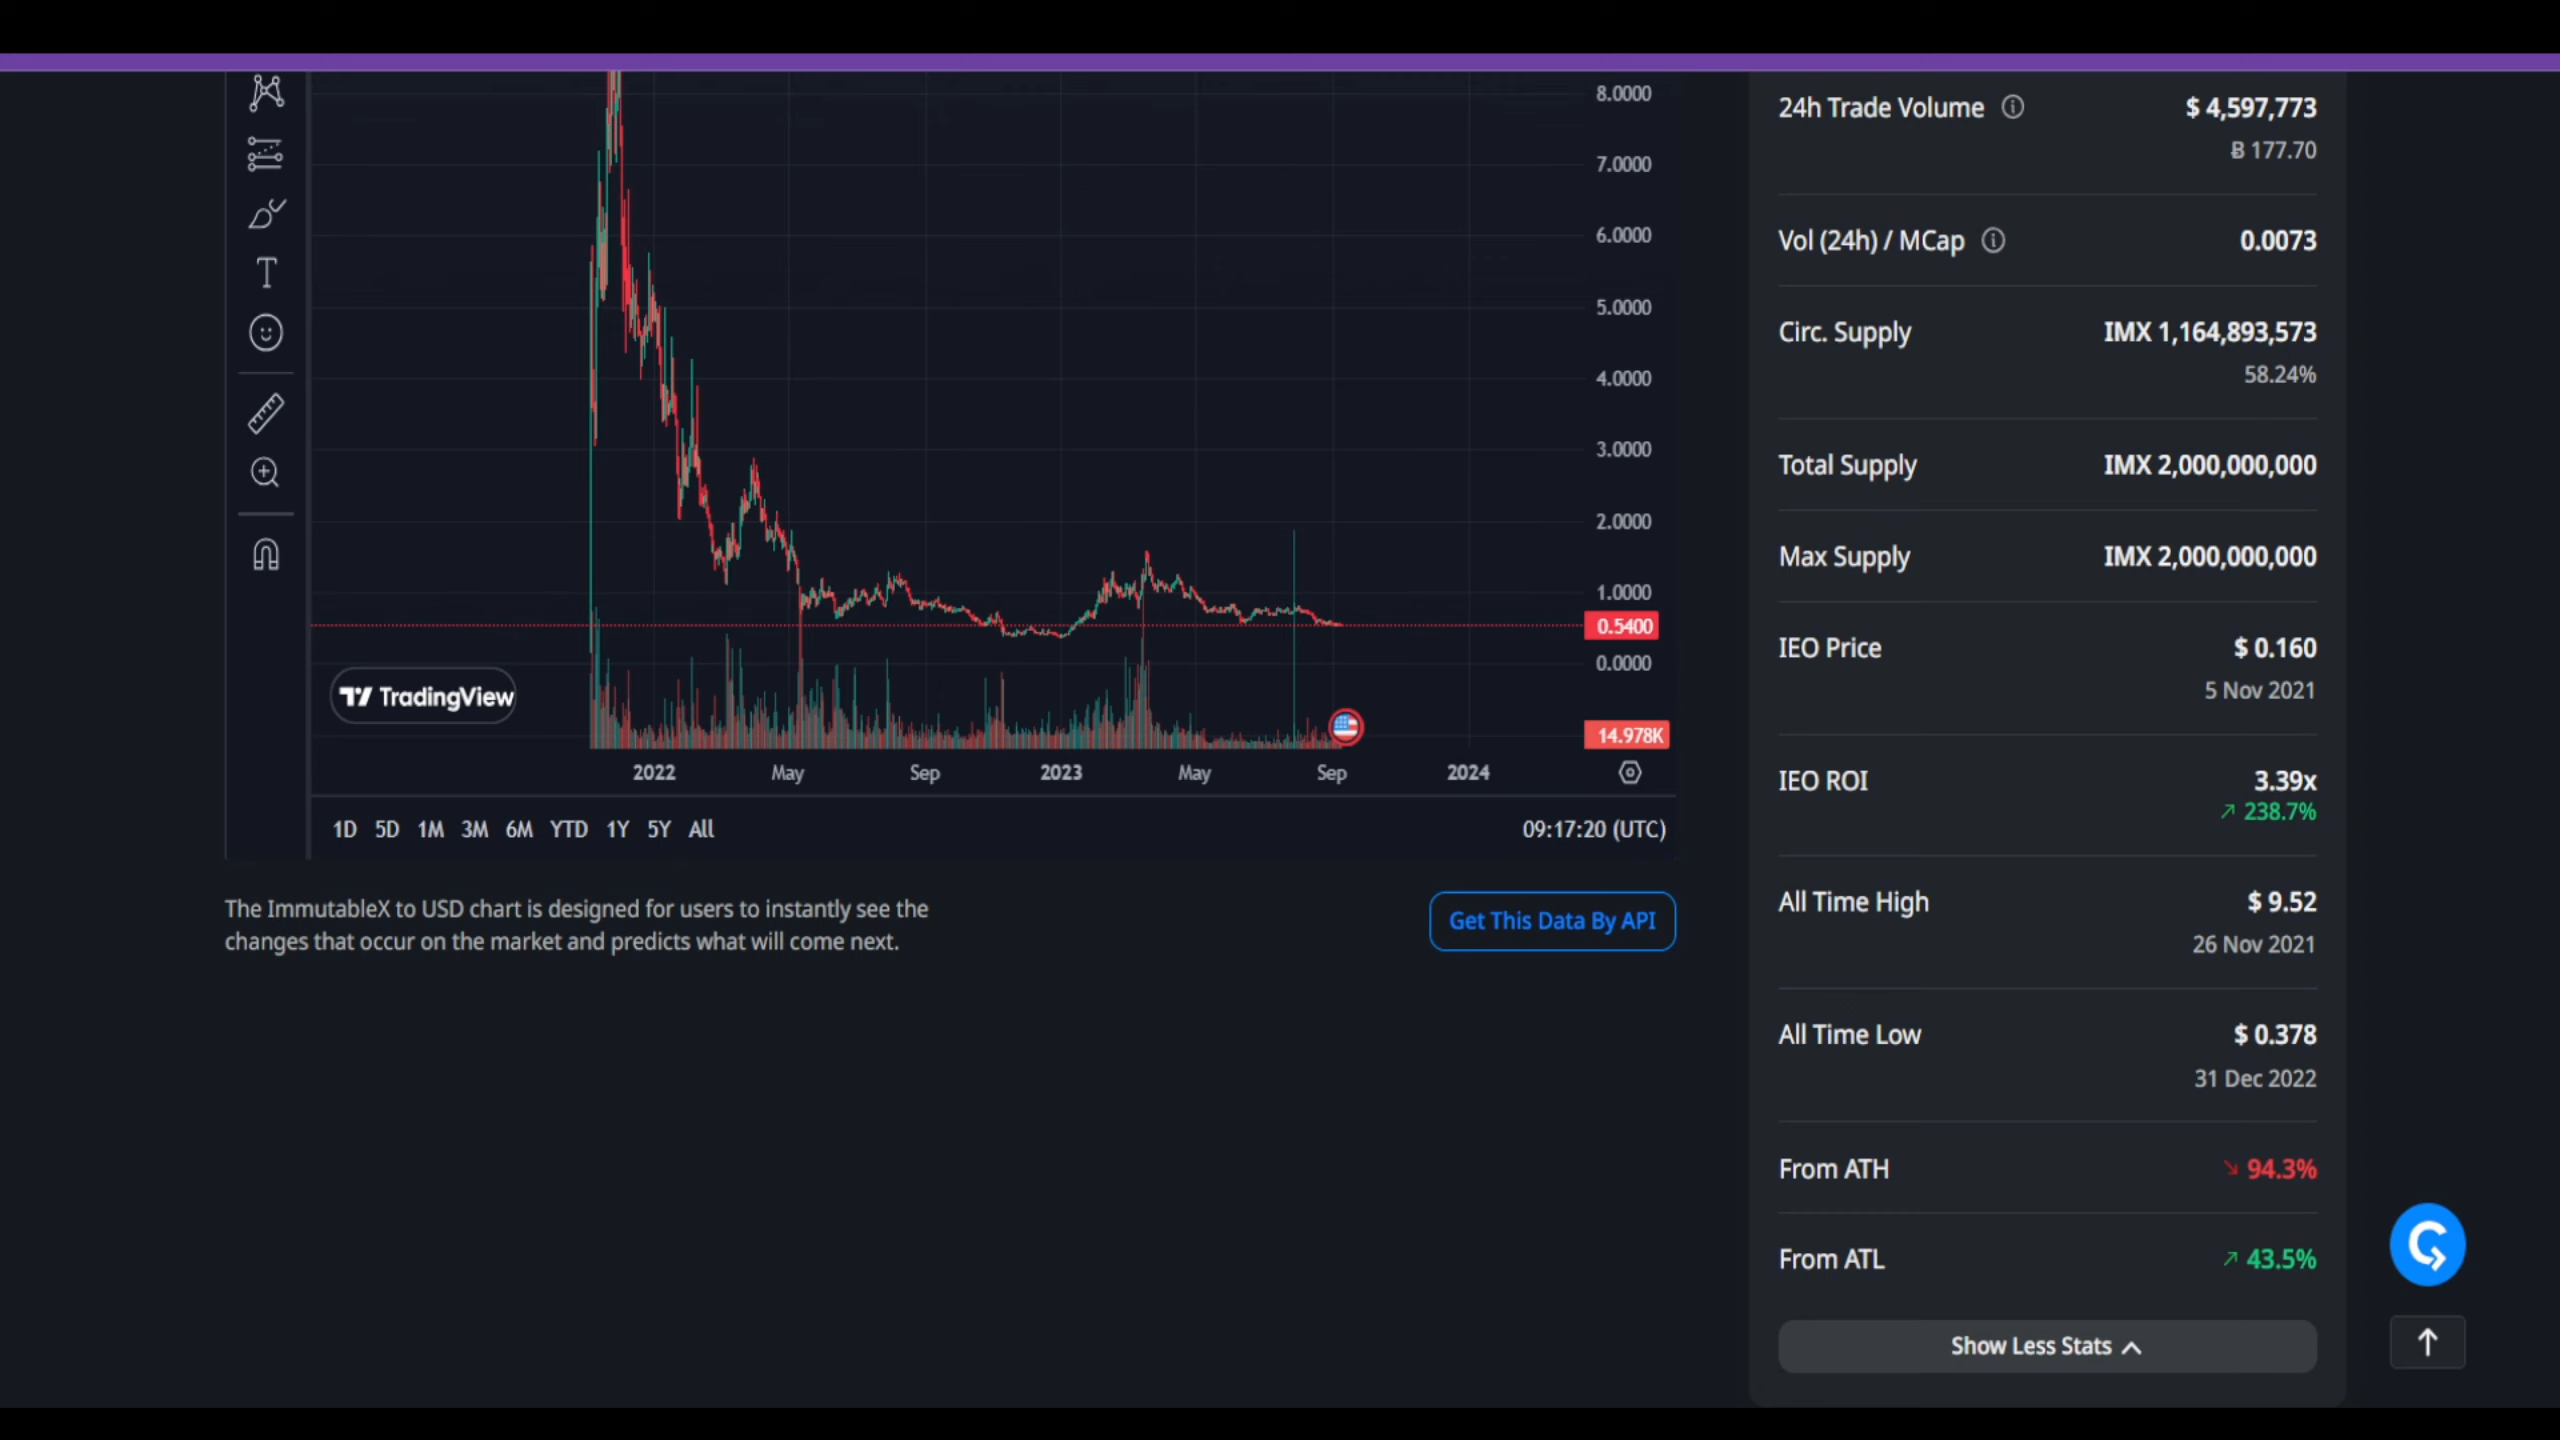 8.0000
7.0000
6.0000
5.0000
4.0000
3.0000
2.0000
1.0000
0.5400
0.0000
14.978K
TradingView
2022 May Sep 2023 May Sep 2024
1D 5D 1M 3M 6M YTD 1Y 5Y All
09:17:20 (UTC)
The ImmutableX to USD chart is designed for users to instantly see the
changes that occur on the market and predicts what will come next.
Get This Data By API
24h Trade Volume $ 4,597,773
Ƀ 177.70
Vol (24h) / MCap 0.0073
Circ. Supply IMX 1,164,893,573
58.24%
Total Supply IMX 2,000,000,000
Max Supply IMX 2,000,000,000
IEO Price $ 0.160
5 Nov 2021
IEO ROI 3.39x
238.7%
All Time High $ 9.52
26 Nov 2021
All Time Low $ 0.378
31 Dec 2022
From ATH 94.3%
From ATL 43.5%
Show Less Stats